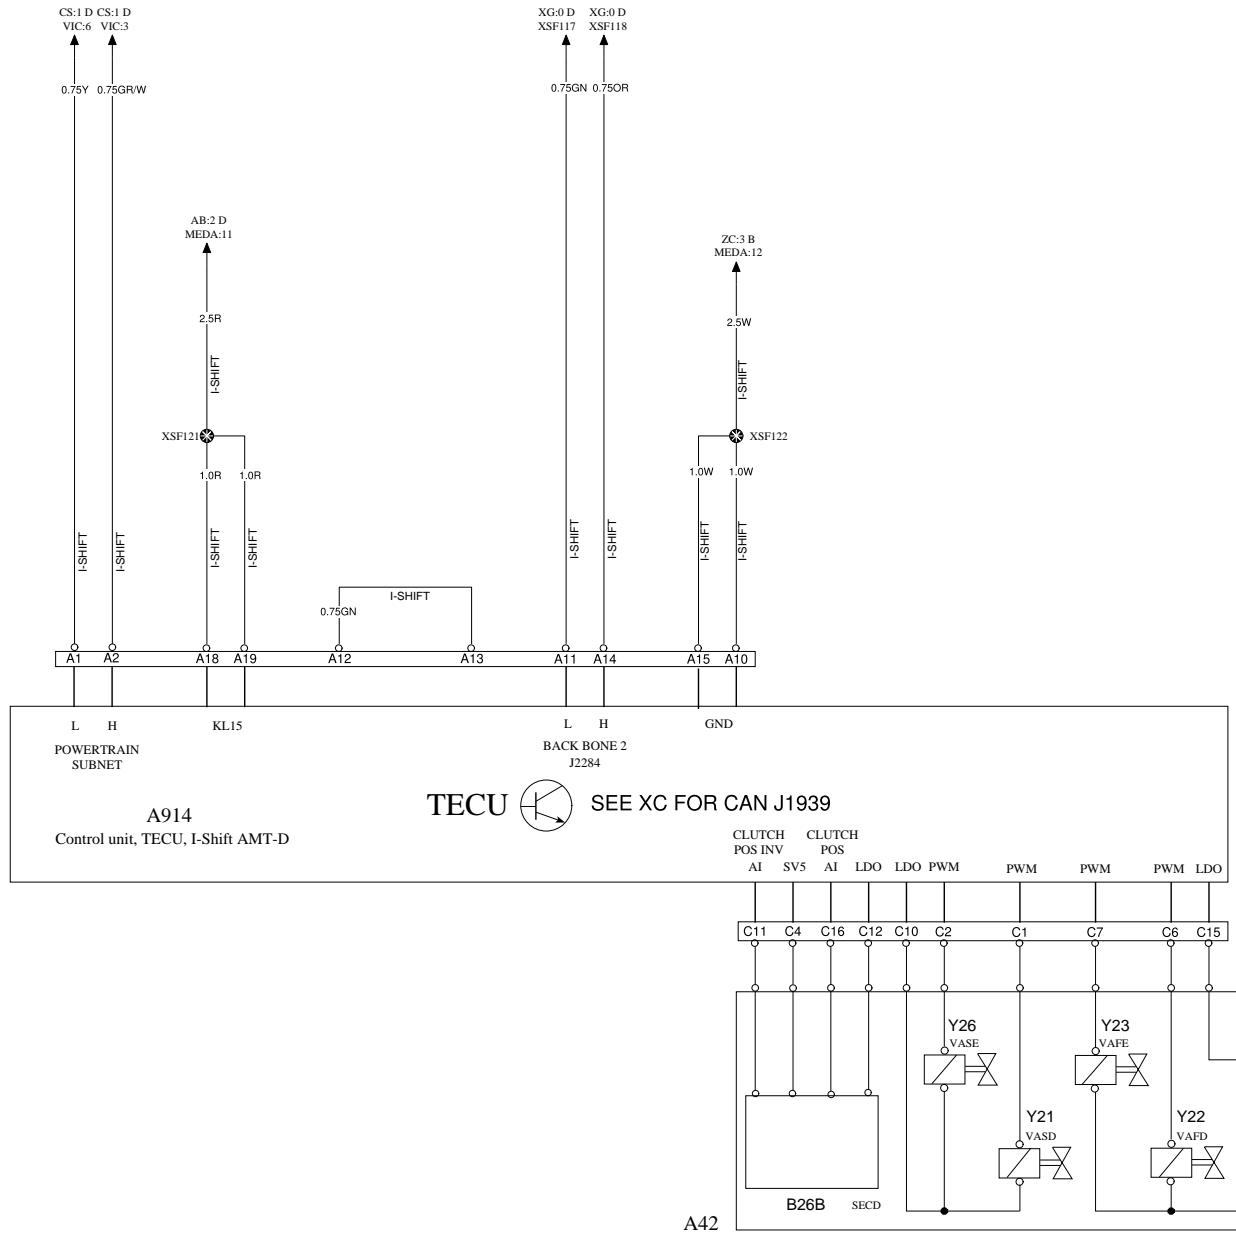 CS:1 D CS:1 D
VIC:6 VIC:3
XG:0 D XG:0 D
XSF117 XSF118
0.75Y 0.75GR/W
0.75GN 0.75OR
AB:2 D
MEDA:11
ZC:3 B
MEDA:12
2.5R
2.5W
I-SHIFT
I-SHIFT
XSF121
XSF122
1.0R 1.0R
1.0W 1.0W
I-SHIFT I-SHIFT I-SHIFT I-SHIFT I-SHIFT I-SHIFT I-SHIFT I-SHIFT
I-SHIFT
0.75GN
A1 A2 A18 A19 A12 A13 A11 A14 A15 A10
L H KL15 L H GND
POWERTRAIN
SUBNET
BACK BONE 2
J2284
A914
Control unit, TECU, I-Shift AMT-D
TECU SEE XC FOR CAN J1939
CLUTCH
POS INV
CLUTCH
POS
AI SV5 AI LDO LDO PWM PWM PWM PWM LDO
C11 C4 C16 C12 C10 C2 C1 C7 C6 C15
Y26
VASE
Y23
VAFE
Y21
VASD
Y22
VAFD
B26B SECD
A42